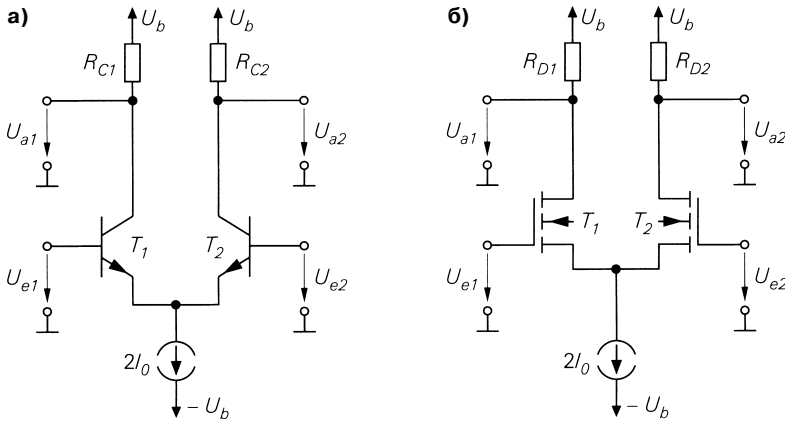 а)
U_b
U_b
R_C1
R_C2
U_a1
U_a2
T_1
T_2
U_e1
U_e2
2I_0
– U_b
б)
U_b
U_b
R_D1
R_D2
U_a1
U_a2
T_1
T_2
U_e1
U_e2
2I_0
– U_b